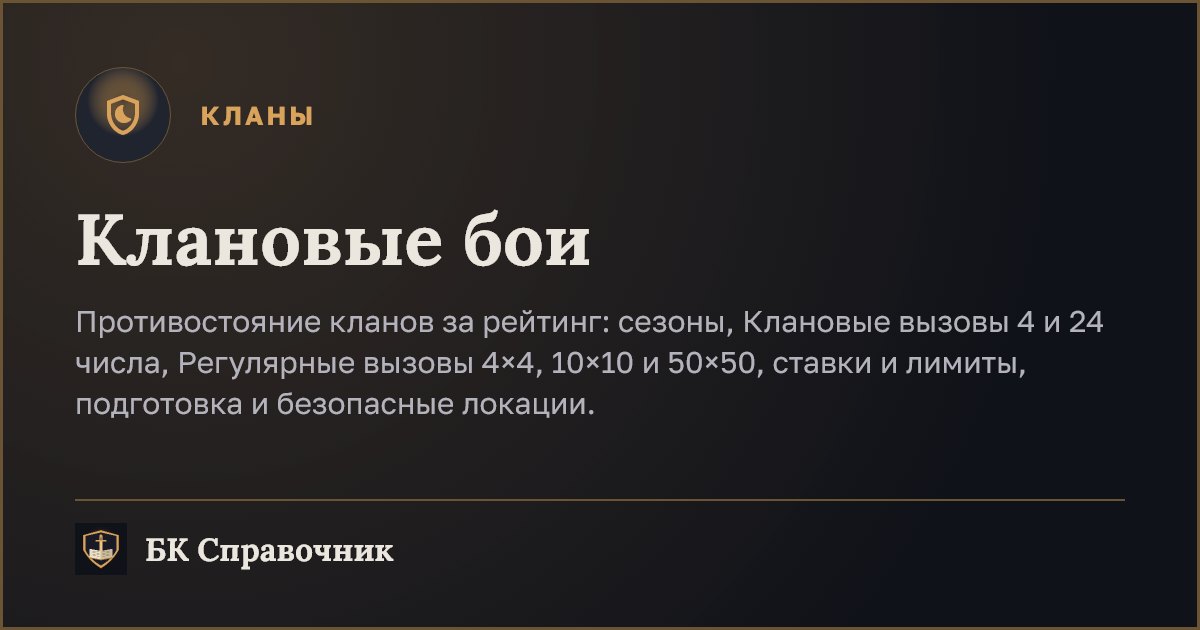 КЛАНЫ
Клановые бои
Противостояние кланов за рейтинг: сезоны, Клановые вызовы 4 и 24
числа, Регулярные вызовы 4×4, 10×10 и 50×50, ставки и лимиты,
подготовка и безопасные локации.
БК Справочник